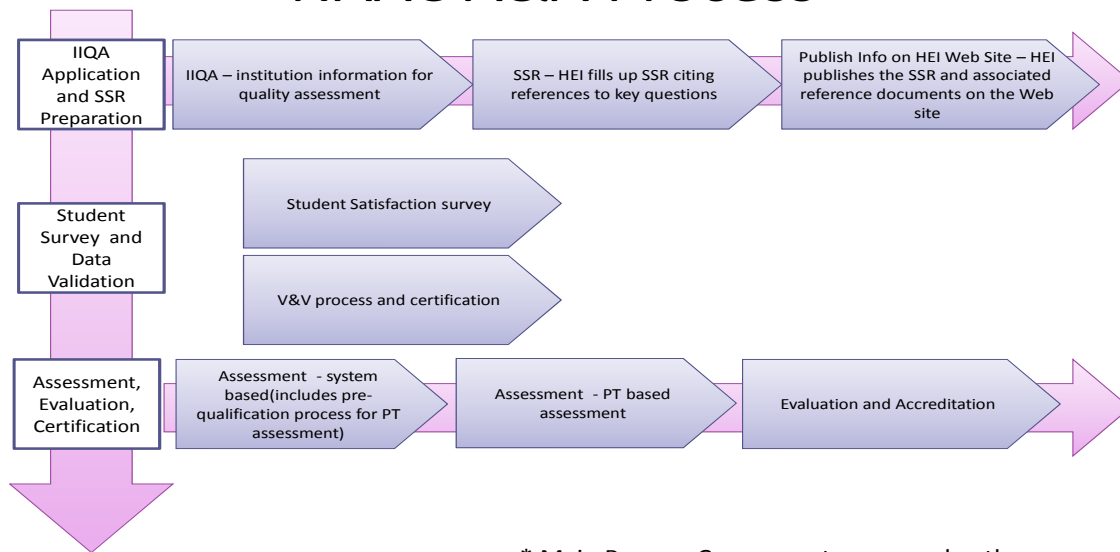 IIQA
Application
and SSR
Preparation
IIQA – institution information for
quality assessment
SSR – HEI fills up SSR citing
references to key questions
Publish Info on HEI Web Site – HEI
publishes the SSR and associated
reference documents on the Web
site
Student
Survey and
Data
Validation
Student Satisfaction survey
V&V process and certification
Assessment,
Evaluation,
Certification
Assessment - system
based(includes pre-
qualification process for PT
assessment)
Assessment - PT based
assessment
Evaluation and Accreditation